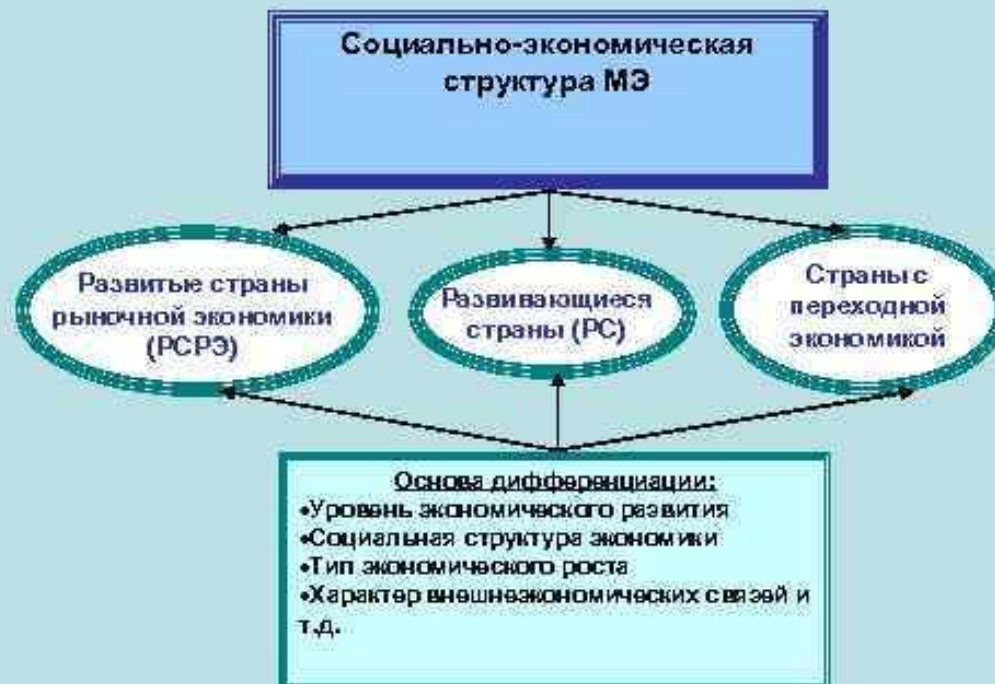 Социально-экономическая
структура МЭ
Развитые страны
рыночной экономики
(РСРЭ)
Развивающиеся
страны (РС)
Страны с
переходной
экономикой
Основа дифференциации:
•Уровень экономического развития
•Социальная структура экономики
•Тип экономического роста
•Характер внешнеэкономических связей и
т.д.